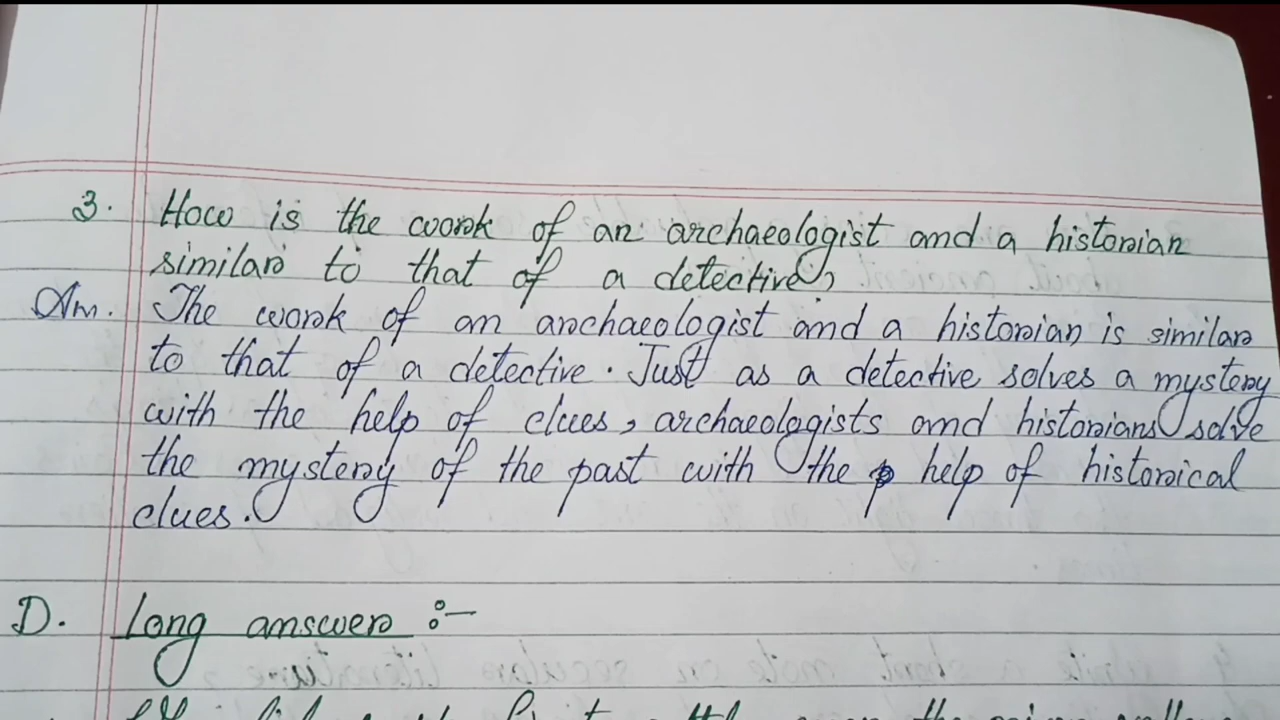 3. How is the work of an archaeologist and a historian
similar to that of a detective?
Ans. The work of an archaeologist and a historian is similar
to that of a detective. Just as a detective solves a mystery
with the help of clues, archaeologists and historians solve
the mystery of the past with the help of historical
clues.
D. Long answer :-